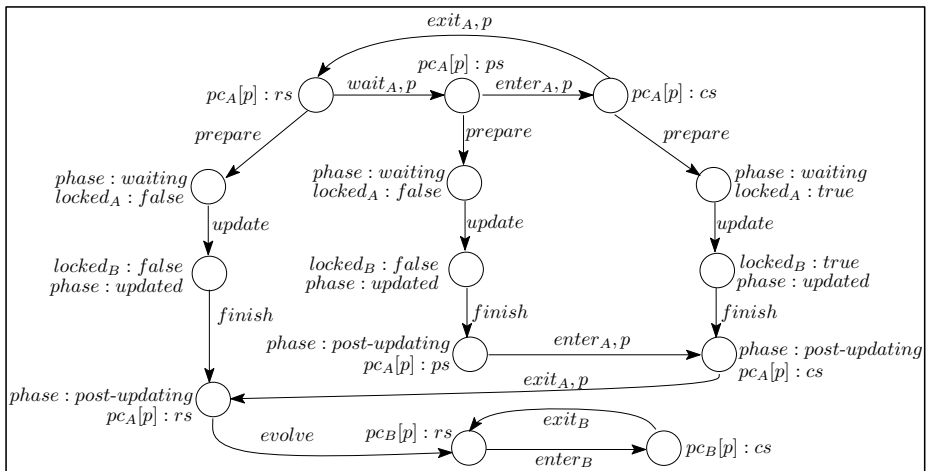 exit_A, p
pc_A[p] : ps
pc_A[p] : rs
wait_A, p
enter_A, p
pc_A[p] : cs
prepare
prepare
prepare
phase : waiting
locked_A : false
phase : waiting
locked_A : false
phase : waiting
locked_A : true
update
update
update
locked_B : false
phase : updated
locked_B : false
phase : updated
locked_B : true
phase : updated
finish
finish
finish
phase : post-updating
pc_A[p] : ps
enter_A, p
phase : post-updating
pc_A[p] : cs
exit_A, p
phase : post-updating
pc_A[p] : rs
evolve
pc_B[p] : rs
exit_B
enter_B
pc_B[p] : cs